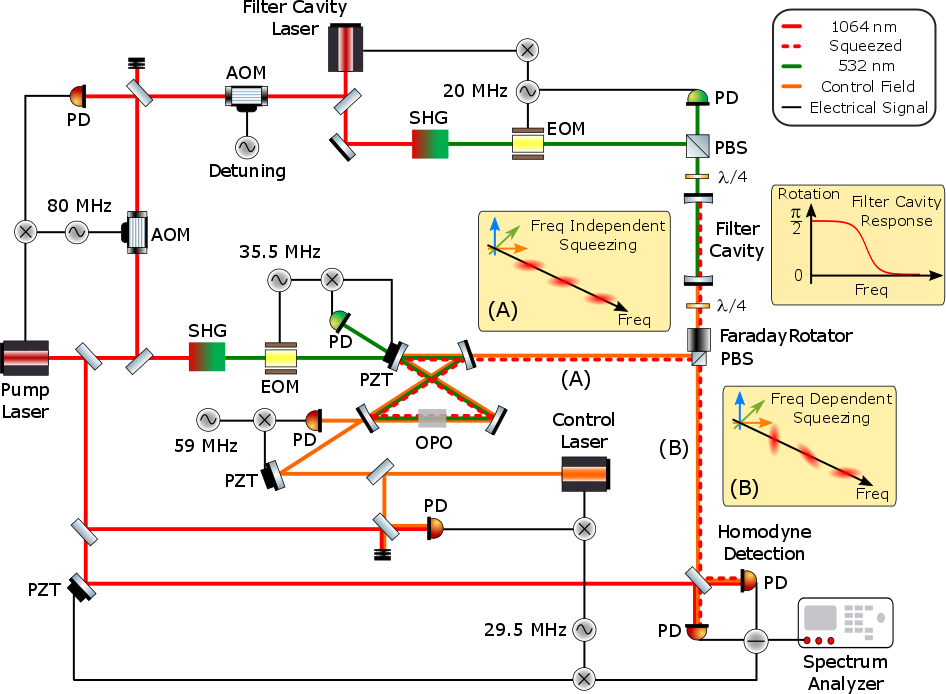 Filter Cavity
Laser
1064 nm
Squeezed
532 nm
Control Field
Electrical Signal
AOM
PD
20 MHz
PD
SHG
EOM
PBS
Detuning
λ/4
80 MHz
AOM
Rotation
π
2
0
Filter Cavity
Response
Freq
Freq Independent
Squeezing
(A)
Freq
Filter
Cavity
35.5 MHz
λ/4
SHG
PD
Faraday Rotator
PBS
Pump
Laser
EOM
PZT
(A)
Freq Dependent
Squeezing
(B)
Freq
59 MHz
PD
OPO
Control
Laser
(B)
PZT
PD
Homodyne
Detection
PZT
PD
29.5 MHz
PD
Spectrum
Analyzer